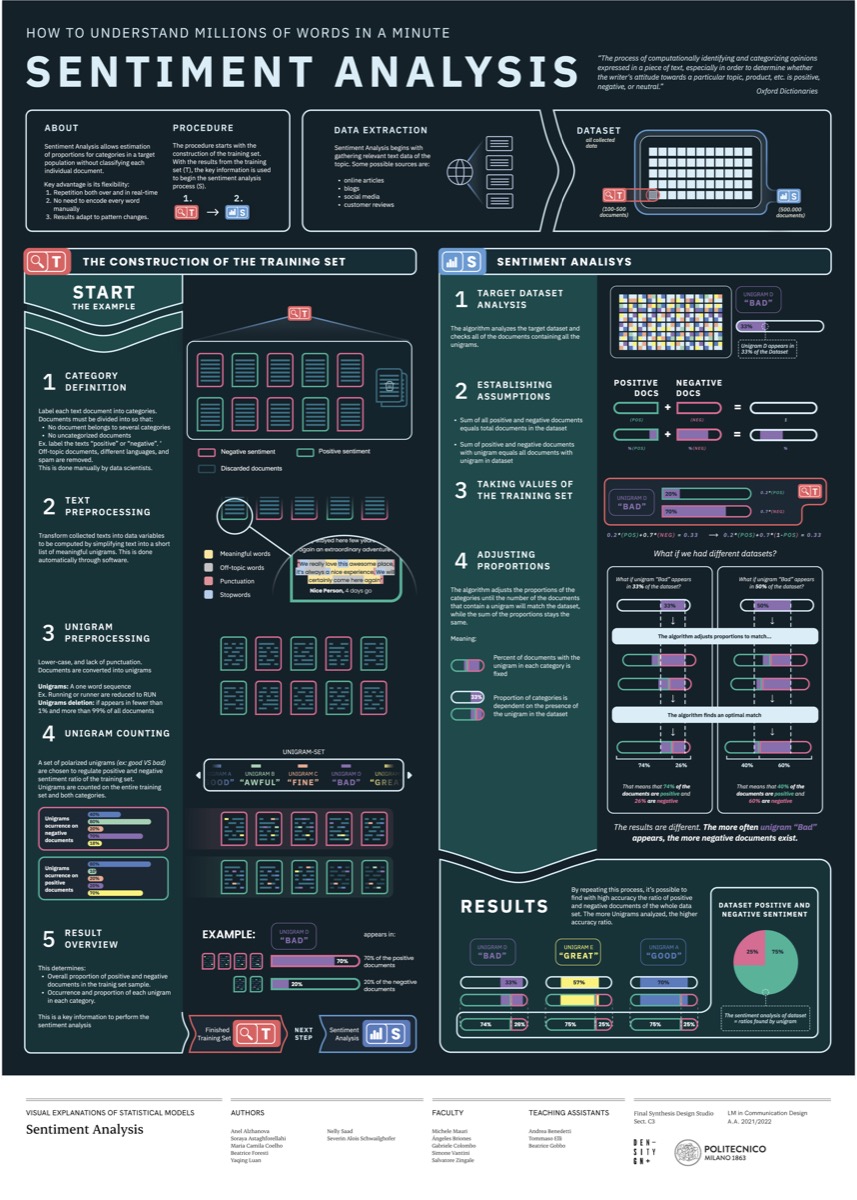 HOW TO UNDERSTAND MILLIONS OF WORDS IN A MINUTE
SENTIMENT ANALYSIS
"The process of computationally identifying and categorizing opinions
expressed in a piece of text, especially in order to determine whether
the writer's attitude towards a particular topic, product, etc. is positive,
negative, or neutral."
Oxford Dictionaries
ABOUT
Sentiment Analysis allows estimation
of proportions for categories in a target
population without classifying each
individual document.
Key advantage is its flexibility:
1. Repetition both over and in real-time
2. No need to encode every word
manually
3. Results adapt to pattern changes.
PROCEDURE
The procedure starts with the
construction of the training set.
With the results from the training
set (T), the key information is used
to begin the sentiment analysis
process (S).
1. 2.
T → S
DATA EXTRACTION
Sentiment Analysis begins with
gathering relevant text data of the
topic. Some possible sources are:
• online articles
• blogs
• social media
• customer reviews
DATASET
all collected
data
T
(100-500
documents)
S
(500,000
documents)
T THE CONSTRUCTION OF THE TRAINING SET
START
THE EXAMPLE
T
1 CATEGORY
DEFINITION
Label each text document into categories.
Documents must be divided into so that:
• No document belongs to several categories
• No uncategorized documents
Ex. label the texts "positive" or "negative". '
Off-topic documents, different languages, and
spam are removed.
This is done manually by data scientists.
Negative sentiment
Positive sentiment
Discarded documents
2 TEXT
PREPROCESSING
Transform collected texts into data variables
to be computed by simplifying text into a short
list of meaningful unigrams. This is done
automatically through software.
Meaningful words
Off-topic words
Punctuation
Stopwords
stayed here few year
again an extraordinary adventure
"We really love this awesome place,
it's always a nice experience. We will
certainly come here again!"
Nice Person, 4 days go
3 UNIGRAM
PREPROCESSING
Lower-case, and lack of punctuation.
Documents are converted into unigrams
Unigrams: A one word sequence
Ex. Running or runner are reduced to RUN
Unigrams deletion: if appears in fewer than
1% and more than 99% of all documents
4 UNIGRAM COUNTING
A set of polarized unigrams (ex: good VS bad)
are chosen to regulate positive and negative
sentiment ratio of the training set.
Unigrams are counted on the entire training
set and both categories.
UNIGRAM-SET
UNIGRAM B
"AWFUL"
UNIGRAM C
"FINE"
UNIGRAM D
"BAD"
Unigrams
ocurrence on
negative
documents
80%
20%
70%
Unigrams
ocurrence on
positive
documents
20%
70%
5 RESULT
OVERVIEW
This determines:
• Overall proportion of positive and negative
documents in the traing set sample.
• Occurrence and proportion of each unigram
in each category.
This is a key information to perform the
sentiment analysis
EXAMPLE:
UNIGRAM D
"BAD"
appears in:
70%
70% of the positive
documents
20%
20% of the negative
documents
Finished
Training Set
T
NEXT
STEP
Sentiment
Analysis
S
S SENTIMENT ANALISYS
1 TARGET DATASET
ANALYSIS
The algorithm analyzes the target dataset and
checks all of the documents containing all the
unigrams.
UNIGRAM D
"BAD"
33%
Unigram D appears in
33% of the Dataset
2 ESTABLISHING
ASSUMPTIONS
• Sum of all positive and negative documents
equals total documents in the dataset
• Sum of positive and negative documents
with unigram equals all documents with
unigram in dataset
POSITIVE
DOCS
NEGATIVE
DOCS
+ =
(POS) (NEG) 1
+ =
%(POS) %(NEG) %
3 TAKING VALUES OF
THE TRAINING SET
UNIGRAM D
"BAD"
20% 0.2*(POS)
70% 0.7*(NEG)
T
0.2*(POS)+0.7*(NEG) = 0.33 → 0.2*(POS)+0.7*(1-POS) = 0.33
4 ADJUSTING
PROPORTIONS
The algorithm adjusts the proportions of the
categories until the number of the documents
that contain a unigram will match the dataset,
while the sum of the proportions stays the
same.
Meaning:
Percent of documents with the
unigram in each category is
fixed
33%
Proportion of categories is
dependent on the presence of
the unigram in the dataset
What if we had different datasets?
What if unigram "Bad" appears
in 33% of the dataset?
33%
What if unigram "Bad" appears
in 50% of the dataset?
50%
The algorithm adjusts proportions to match...
The algorithm finds an optimal match
74% 26%
40% 60%
That means that 74% of the
documents are positive and
26% are negative
That means that 40% of the
documents are positive and
60% are negative
The results are different. The more often unigram "Bad"
appears, the more negative documents exist.
RESULTS
By repeating this process, it's possible to
find with high accuracy the ratio of positive
and negative documents of the whole data
set. The more Unigrams analyzed, the higher
accuracy ratio.
UNIGRAM D
"BAD"
UNIGRAM E
"GREAT"
UNIGRAM A
"GOOD"
33% 57% 70%
74% 26%
75% 25%
75% 25%
DATASET POSITIVE AND
NEGATIVE SENTIMENT
25% 75%
The sentiment analysis of dataset
= ratios found by unigram
VISUAL EXPLANATIONS OF STATISTICAL MODELS
Sentiment Analysis
AUTHORS
Anel Alzhanova
Soraya Astaghforellahi
Maria Camila Coelho
Beatrice Foresti
Yaqing Luan
Nelly Saad
Severin Alois Schwaighofer
FACULTY
Michele Mauri
Ángeles Briones
Gabriele Colombo
Simone Vantini
Salvatore Zingale
TEACHING ASSISTANTS
Andrea Benedetti
Tommaso Elli
Beatrice Gobbo
Final Synthesis Design Studio
Sect. C3
LM in Communication Design
A.A. 2021/2022
DEN–
SITY
GN+
POLITECNICO
MILANO 1863